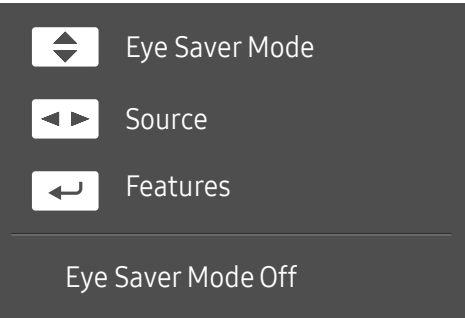 Eye Saver Mode
Source
Features
Eye Saver Mode Off